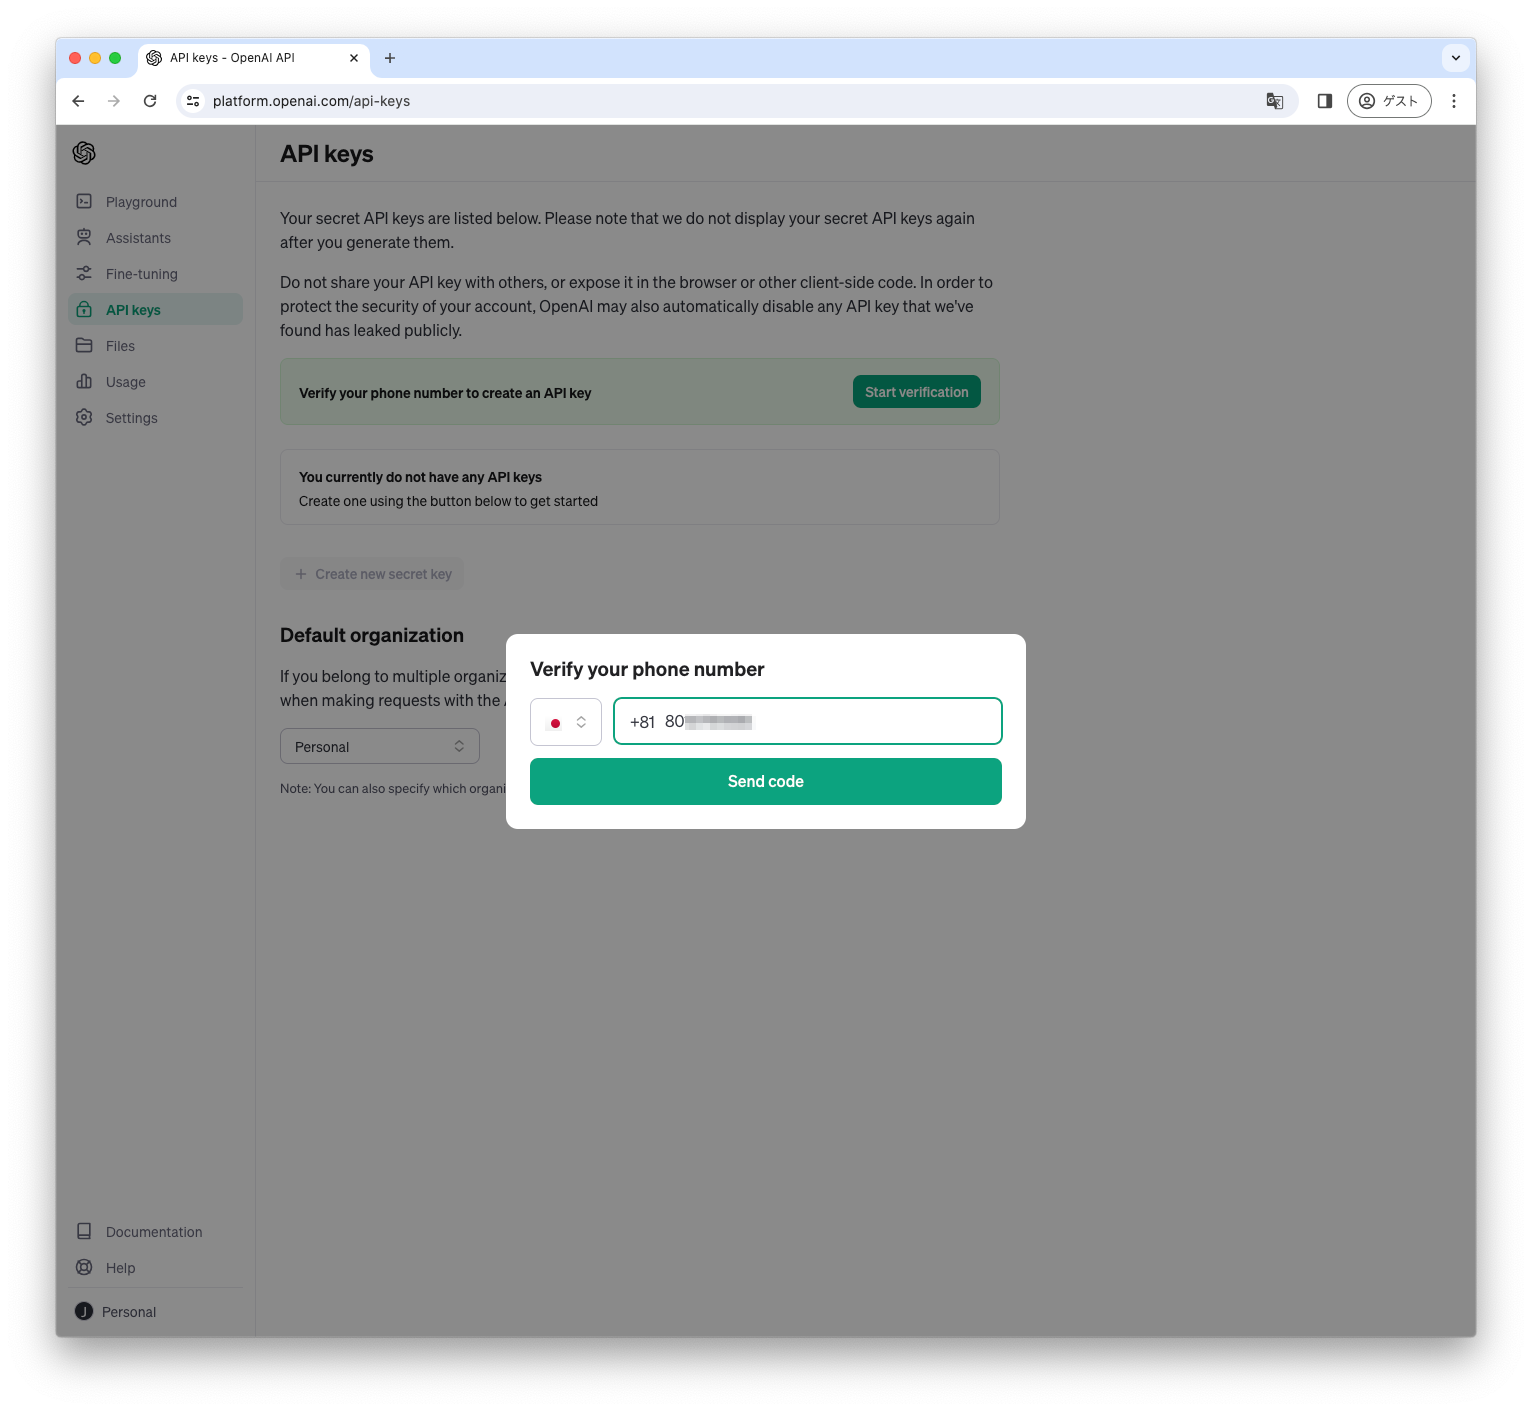 API keys - OpenAI API
platform.openai.com/api-keys
ゲスト
API keys
Playground
Assistants
Fine-tuning
API keys
Files
Usage
Settings
Your secret API keys are listed below. Please note that we do not display your secret API keys again
after you generate them.
Do not share your API key with others, or expose it in the browser or other client-side code. In order to
protect the security of your account, OpenAI may also automatically disable any API key that we've
found has leaked publicly.
Verify your phone number to create an API key
Start verification
You currently do not have any API keys
Create one using the button below to get started
+ Create new secret key
Default organization
If you belong to multiple organiz
when making requests with the
Personal
Note: You can also specify which organi
Verify your phone number
+81 80
Send code
Documentation
Help
J Personal